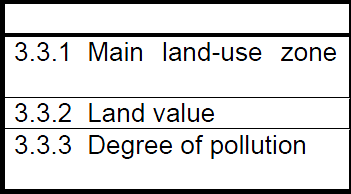 3.3.1 Main land-use zone
3.3.2 Land value
3.3.3 Degree of pollution